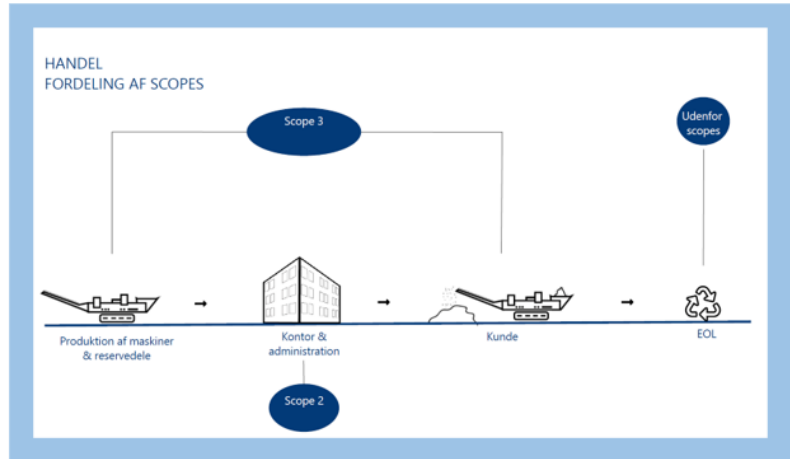 HANDEL
FORDELING AF SCOPES
Scope 3
Udenfor
scopes
Produktion af maskiner
& reservedele
Kontor &
administration
Kunde
EOL
Scope 2